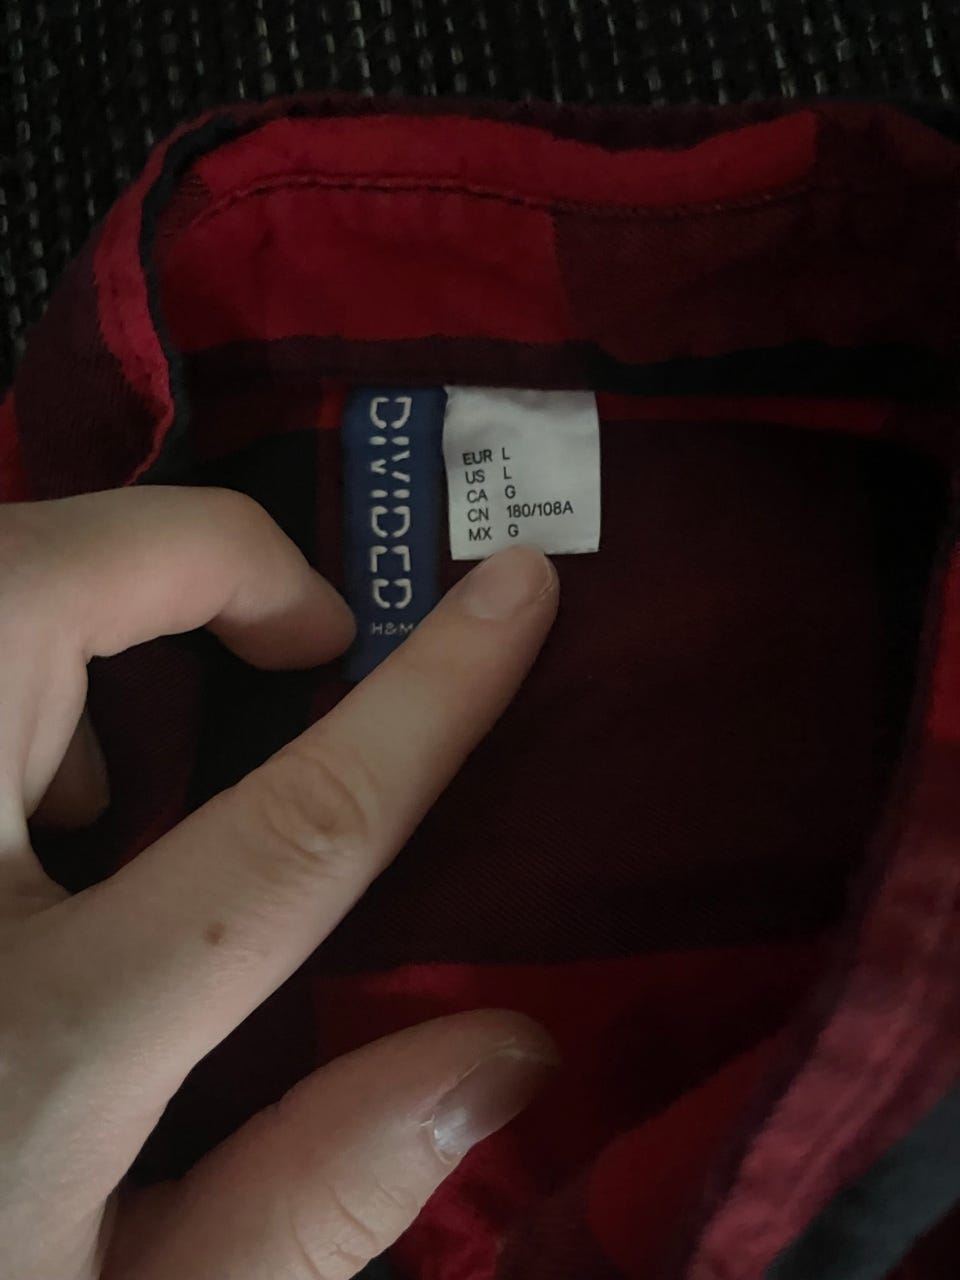 DIVIDED
H&M
EUR L
US L
CA G
CN 180/108A
MX G